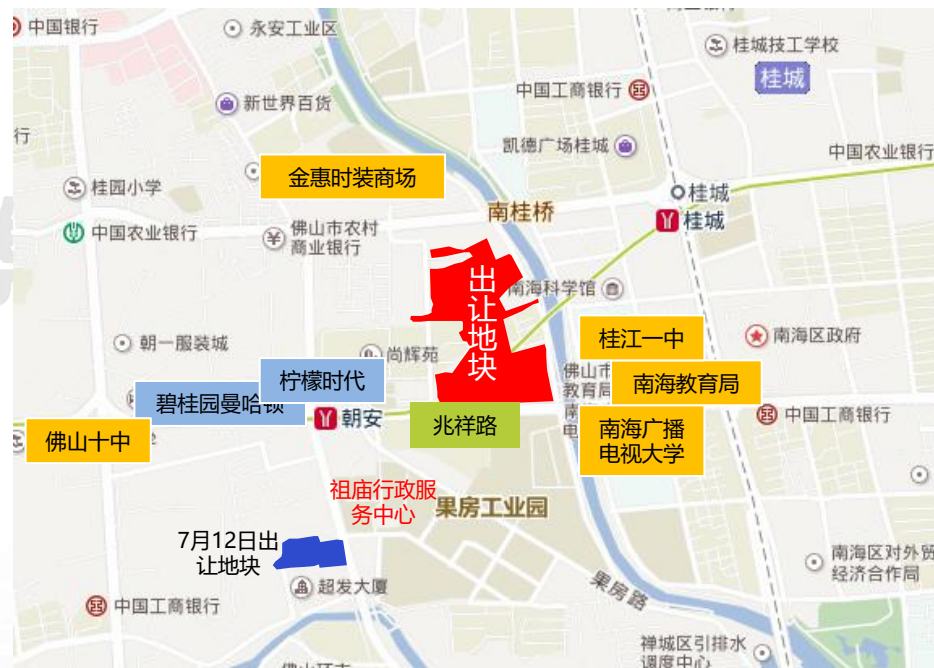 中国银行
永安工业区
桂城技工学校
桂城
新世界百货
中国工商银行
行
凯德广场桂城
中国农业银行
金惠时装商场
桂园小学
桂城
南桂桥
桂城
中国农业银行
佛山市农村
商业银行
出让地块
南海科学馆
桂江一中
南海区政府
朝一服装城
尚辉苑
柠檬时代
佛山市
教育局
南海教育局
碧桂园曼哈顿
朝安
兆祥路
中国工商银行
南海广播
电视大学
佛山十中
祖庙行政服
务中心
果房工业园
7月12日出
让地块
超发大厦
南海区对外贸
经济合作局
果房路
中国工商银行
禅城区引排水
调度中心